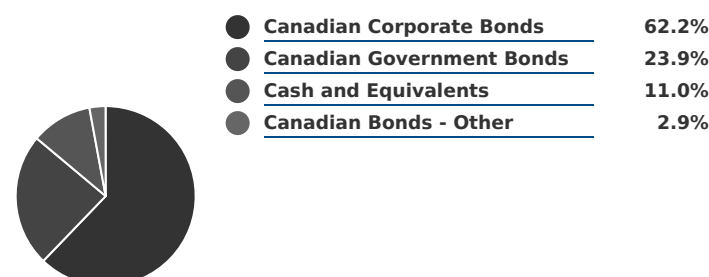 Canadian Corporate Bonds 62.2%
Canadian Government Bonds 23.9%
Cash and Equivalents 11.0%
Canadian Bonds - Other 2.9%